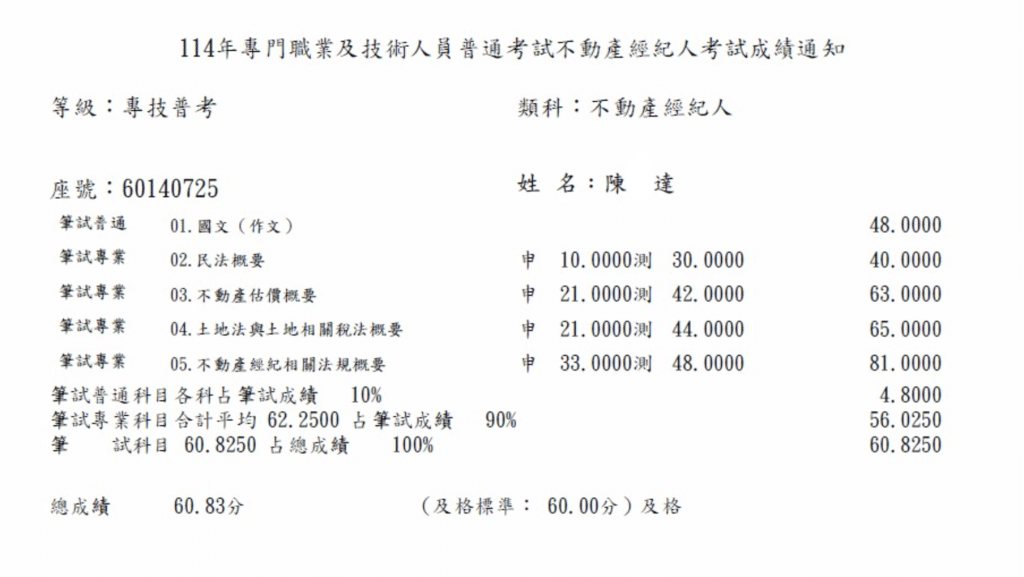 114年專門職業及技術人員普通考試不動產經紀人考試成績通知
等級：專技普考 類科：不動產經紀人
座號：60140725 姓 名：陳 達
筆試普通 01.國文（作文） 48.0000
筆試專業 02.民法概要 申 10.0000測 30.0000 40.0000
筆試專業 03.不動產估價概要 申 21.0000測 42.0000 63.0000
筆試專業 04.土地法與土地相關稅法概要 申 21.0000測 44.0000 65.0000
筆試專業 05.不動產經紀相關法規概要 申 33.0000測 48.0000 81.0000
筆試普通科目各科占筆試成績 10% 4.8000
筆試專業科目合計平均 62.2500 占筆試成績 90% 56.0250
筆 試科目 60.8250 占總成績 100% 60.8250
總成績 60.83分 （及格標準： 60.00分）及格